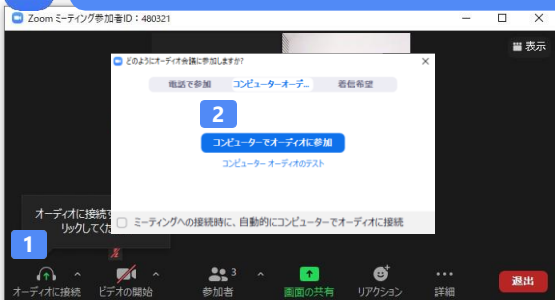 Zoom ミーティング参加者ID：480321
表示
どのようにオーディオ会議に参加しますか?
電話で参加 コンピューターオーデ... 着信希望
2
コンピューターでオーディオに参加
コンピューター オーディオのテスト
ミーティングへの接続時に、自動的にコンピューターでオーディオに接続
オーディオに接続す
リックしてくだ
1
3
オーディオに接続 ビデオの開始 参加者 画面の共有 リアクション 詳細 退出